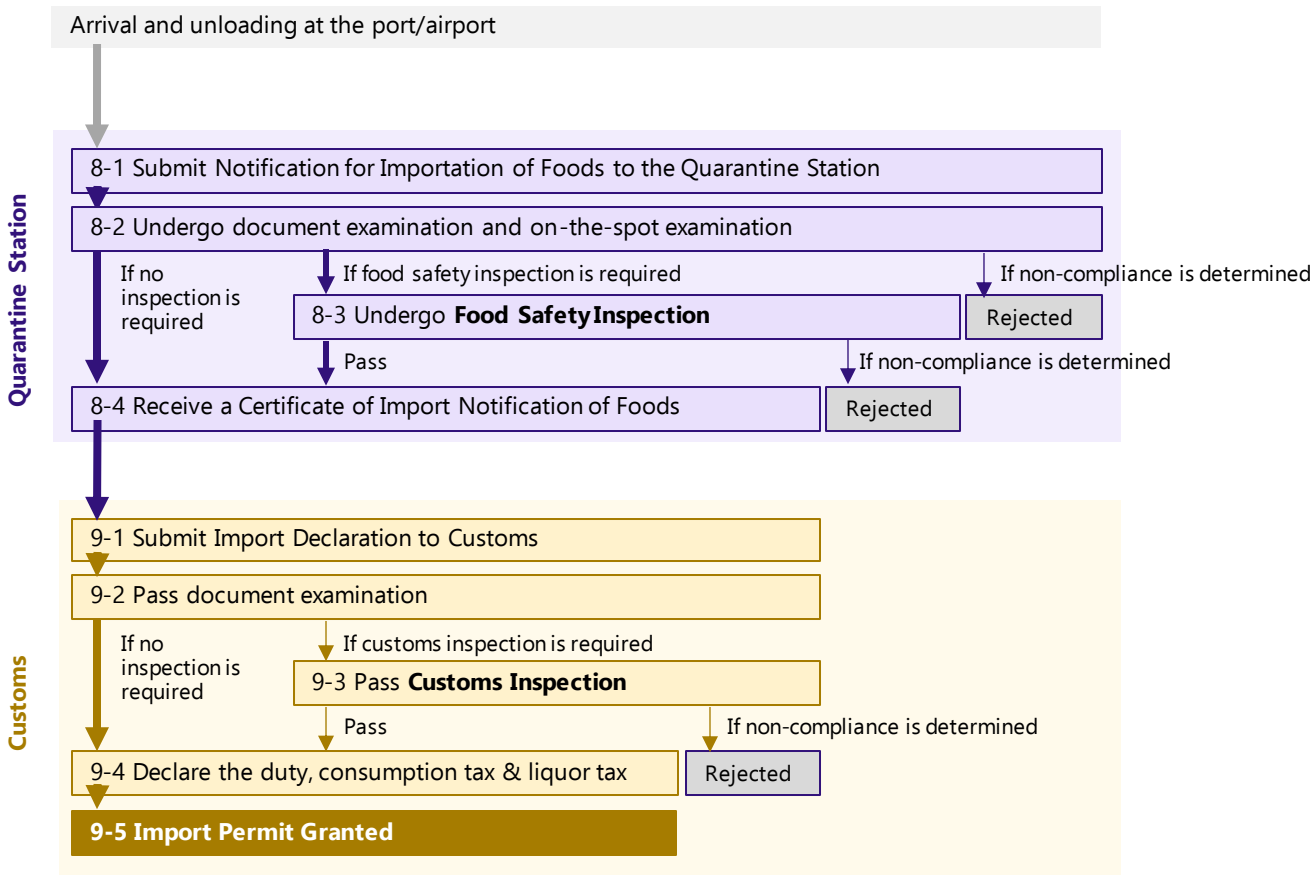 Arrival and unloading at the port/airport
Quarantine Station
8-1 Submit Notification for Importation of Foods to the Quarantine Station
8-2 Undergo document examination and on-the-spot examination
If no
inspection is
required
If food safety inspection is required
If non-compliance is determined
8-3 Undergo Food Safety Inspection
Rejected
Pass
If non-compliance is determined
8-4 Receive a Certificate of Import Notification of Foods
Rejected
Customs
9-1 Submit Import Declaration to Customs
9-2 Pass document examination
If no
inspection is
required
If customs inspection is required
9-3 Pass Customs Inspection
Pass
If non-compliance is determined
9-4 Declare the duty, consumption tax & liquor tax
Rejected
9-5 Import Permit Granted